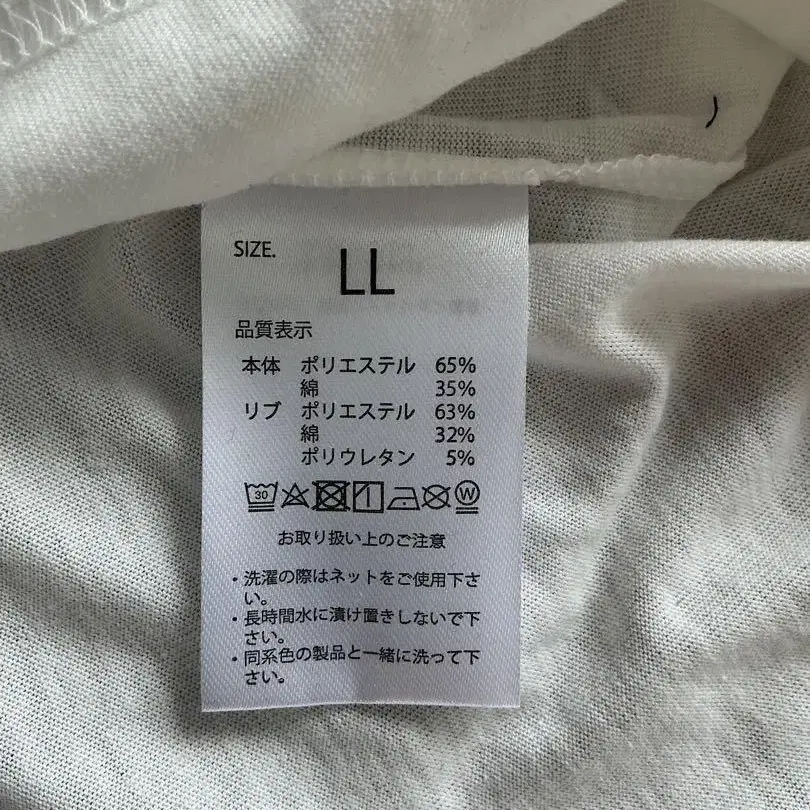 SIZE. LL
品質表示
本体 ポリエステル 65%
綿 35%
リブ ポリエステル 63%
綿 32%
ポリウレタン 5%
30 W
お取り扱い上のご注意
・洗濯の際はネットをご使用下さ
い。
・長時間水に漬け置きしないで下
さい。
・同系色の製品と一緒に洗って下
さい。